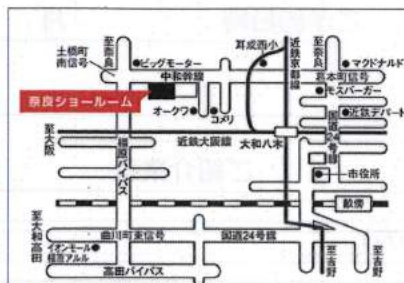 至奈良
土橋町
南信号
ビッグモーター
中和幹線
耳成西小
近鉄京都線
至奈良
マクドナルド
葛本町信号
モスバーガー
近鉄デパート
国道24号線
奈良ショールーム
オークワ
コメリ
至大阪
近鉄大阪線
大和八木
橿原バイパス
市役所
畝傍
至大和
高田
曲川町東信号
国道24号線
イオンモール
橿原アルル
高田バイパス
至吉野
至吉野